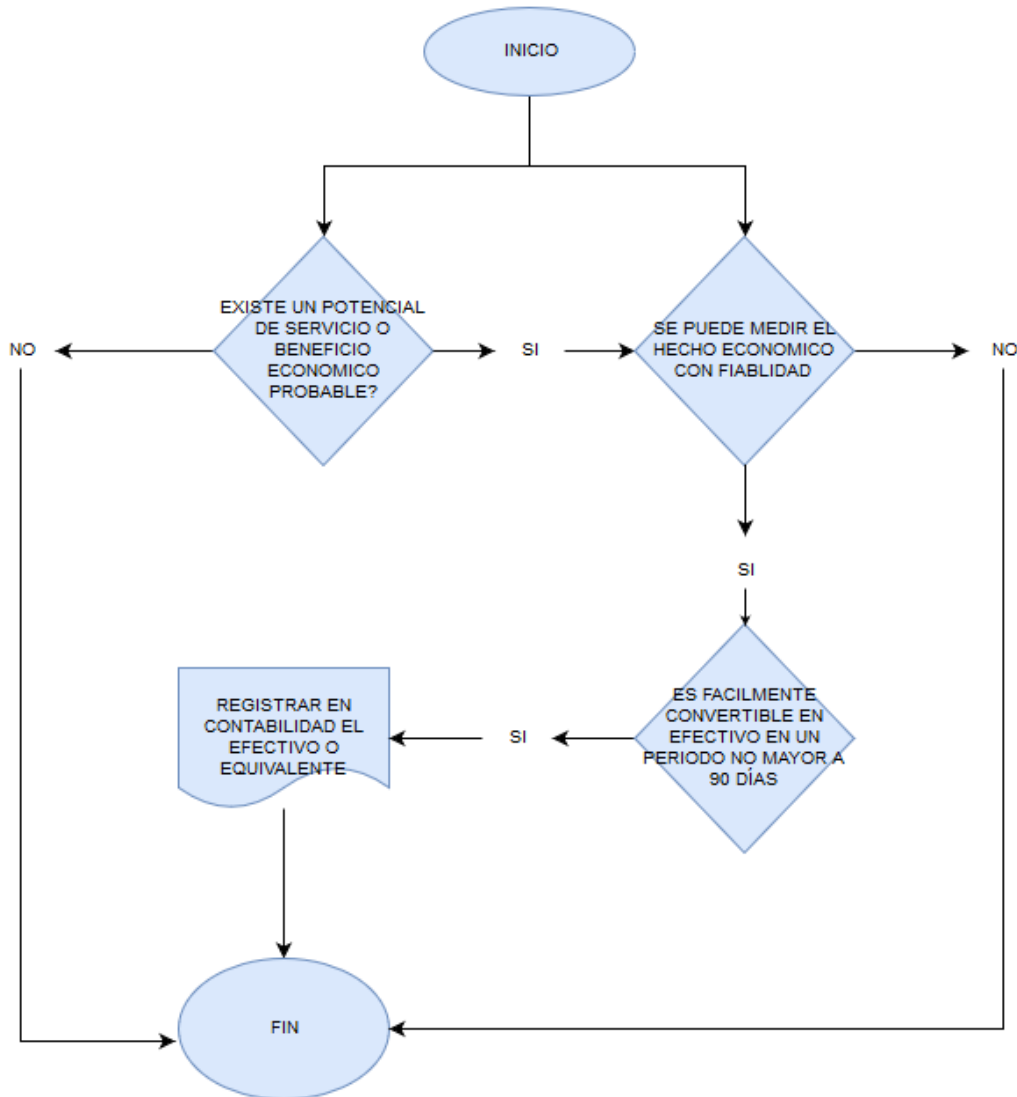 INICIO
EXISTE UN POTENCIAL
DE SERVICIO O
BENEFICIO
ECONOMICO
PROBABLE?
NO
SI
SE PUEDE MEDIR EL
HECHO ECONOMICO
CON FIABLIDAD
NO
SI
ES FACILMENTE
CONVERTIBLE EN
EFECTIVO EN UN
PERIODO NO MAYOR A
90 DÍAS
SI
REGISTRAR EN
CONTABILIDAD EL
EFECTIVO O
EQUIVALENTE
FIN